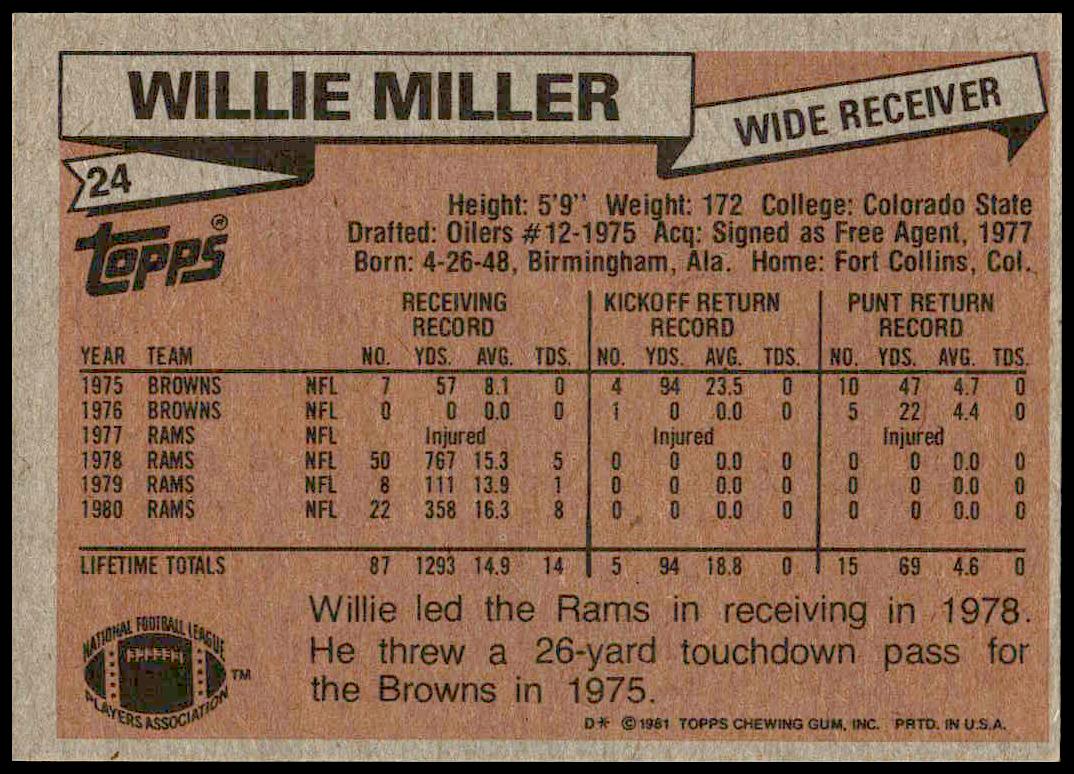 WILLIE MILLER
WIDE RECEIVER
24
TOPPS®
Height: 5'9" Weight: 172 College: Colorado State
Drafted: Oilers #12-1975 Acq: Signed as Free Agent, 1977
Born: 4-26-48, Birmingham, Ala. Home: Fort Collins, Col.
RECEIVING RECORD KICKOFF RETURN RECORD PUNT RETURN RECORD
YEAR TEAM NO. YDS. AVG. TDS. NO. YDS. AVG. TDS. NO. YDS. AVG. TDS.
1975 BROWNS NFL 7 57 8.1 0 4 94 23.5 0 10 47 4.7 0
1976 BROWNS NFL 0 0 0.0 0 1 0 0.0 0 5 22 4.4 0
1977 RAMS NFL Injured Injured Injured
1978 RAMS NFL 50 767 15.3 5 0 0 0.0 0 0 0 0.0 0
1979 RAMS NFL 8 111 13.9 1 0 0 0.0 0 0 0 0.0 0
1980 RAMS NFL 22 358 16.3 8 0 0 0.0 0 0 0 0.0 0
LIFETIME TOTALS 87 1293 14.9 14 5 94 18.8 0 15 69 4.6 0
Willie led the Rams in receiving in 1978.
He threw a 26-yard touchdown pass for
the Browns in 1975.
NATIONAL FOOTBALL LEAGUE
PLAYERS ASSOCIATION
TM
D* ©1981 TOPPS CHEWING GUM, INC. PRTD. IN U.S.A.